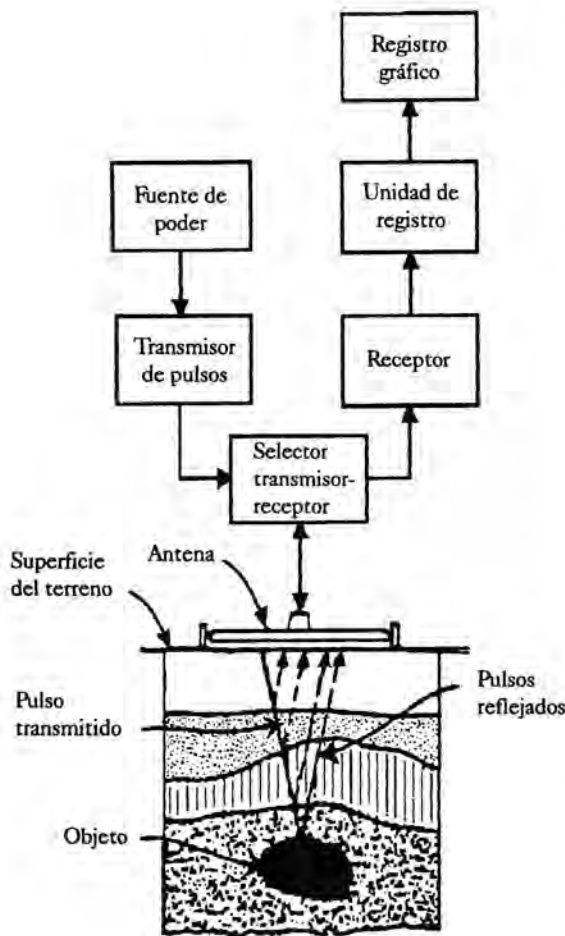 Registro
gráfico
Fuente de
poder
Unidad de
registro
Transmisor
de pulsos
Receptor
Selector
transmisor-
receptor
Superficie
del terreno
Antena
Pulso
transmitido
Pulsos
reflejados
Objeto